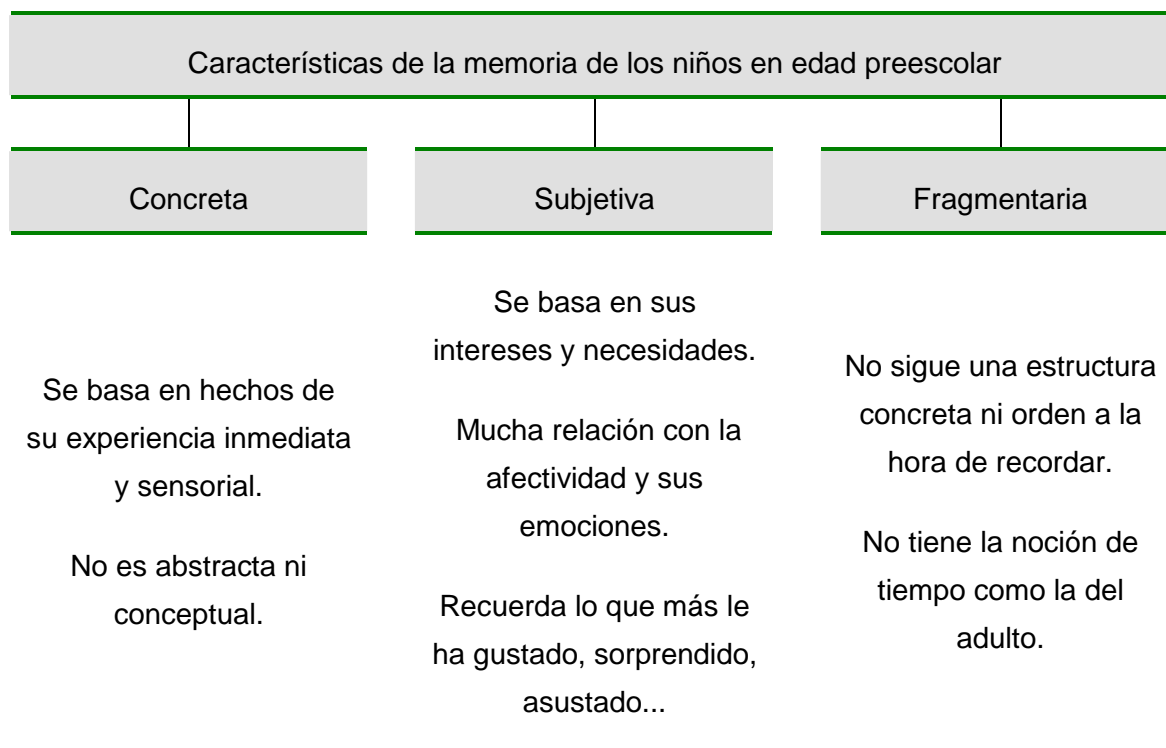 Características de la memoria de los niños en edad preescolar
Concreta
Subjetiva
Fragmentaria
Se basa en hechos de
su experiencia inmediata
y sensorial.
No es abstracta ni
conceptual.
Se basa en sus
intereses y necesidades.
Mucha relación con la
afectividad y sus
emociones.
Recuerda lo que más le
ha gustado, sorprendido,
asustado...
No sigue una estructura
concreta ni orden a la
hora de recordar.
No tiene la noción de
tiempo como la del
adulto.